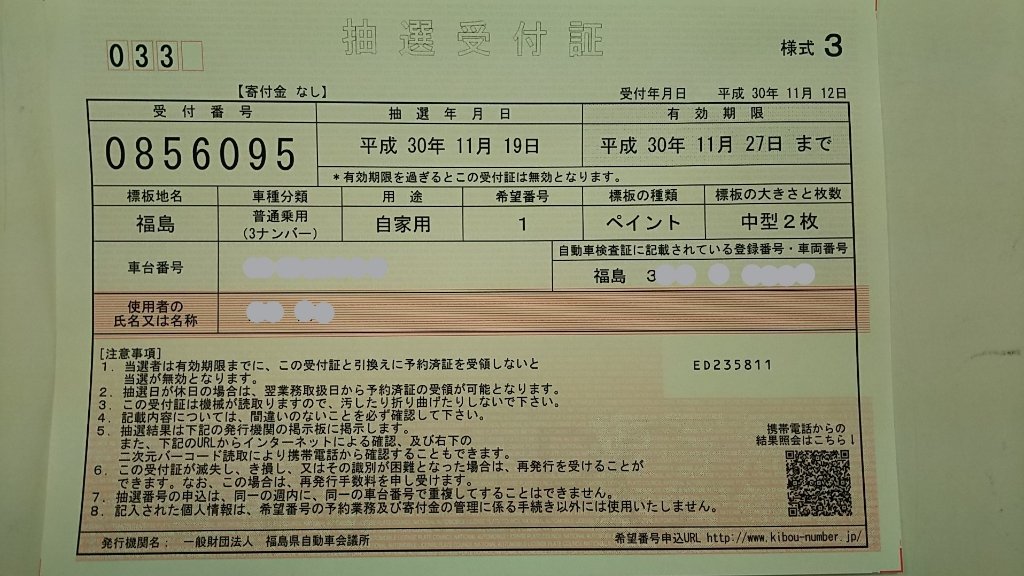 抽選受付証
033
様式 3
【寄付金 なし】
受付年月日 平成 30年 11月 12日
受付番号 抽選年月日 有効期限
0856095 平成 30年 11月 19日 平成 30年 11月 27日 まで
*有効期限を過ぎるとこの受付証は無効となります。
標板地名 車種分類 用途 希望番号 標板の種類 標板の大きさと枚数
福島 普通乗用 自家用 1 ペイント 中型2枚
(3ナンバー)
車台番号
自動車検査証に記載されている登録番号・車両番号
福島 3
使用者の
氏名又は名称
[注意事項]
1. 当選者は有効期限までに、この受付証と引換えに予約済証を受領しないと
当選が無効となります。
2. 抽選日が休日の場合は、翌業務取扱日から予約済証の受領が可能となります。
3. この受付証は機械が読取りますので、汚したり折り曲げたりしないで下さい。
4. 記載内容については、間違いのないことを必ず確認して下さい。
5. 抽選結果は下記の発行機関の掲示板に掲示します。
また、下記のURLからインターネットによる確認、及び右下の
二次元バーコード読取により携帯電話から確認することもできます。
6. この受付証が滅失し、き損し、又はその識別が困難となった場合は、再発行を受けることが
できます。なお、この場合は、再発行手数料を申し受けます。
7. 抽選番号の申込は、同一の週内に、同一の車台番号で重複してすることはできません。
8. 記入された個人情報は、希望番号の予約業務及び寄付金の管理に係る手続き以外には使用いたしません。
ED235811
携帯電話からの
結果照会はこちら↓
発行機関名: 一般財団法人 福島県自動車会議所
希望番号申込URL http://www.kibou-number.jp/